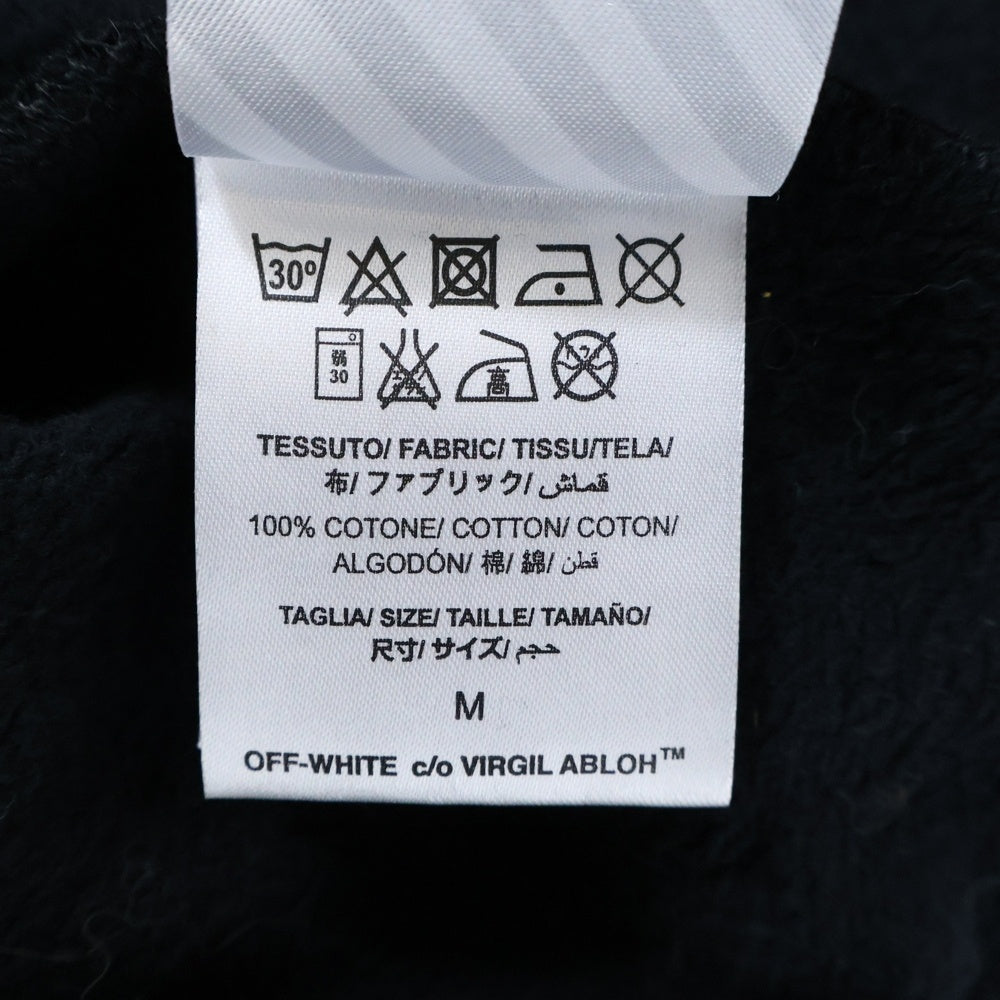 30º
弱
30
高
TESSUTO/ FABRIC/ TISSU/TELA/
布/ ファブリック/ قماش
100% COTONE/ COTTON/ COTON/
ALGODÓN/ 棉/ 綿/ قطن
TAGLIA/ SIZE/ TAILLE/ TAMAÑO/
尺寸/ サイズ/ حجم
M
OFF-WHITE c/o VIRGIL ABLOH™